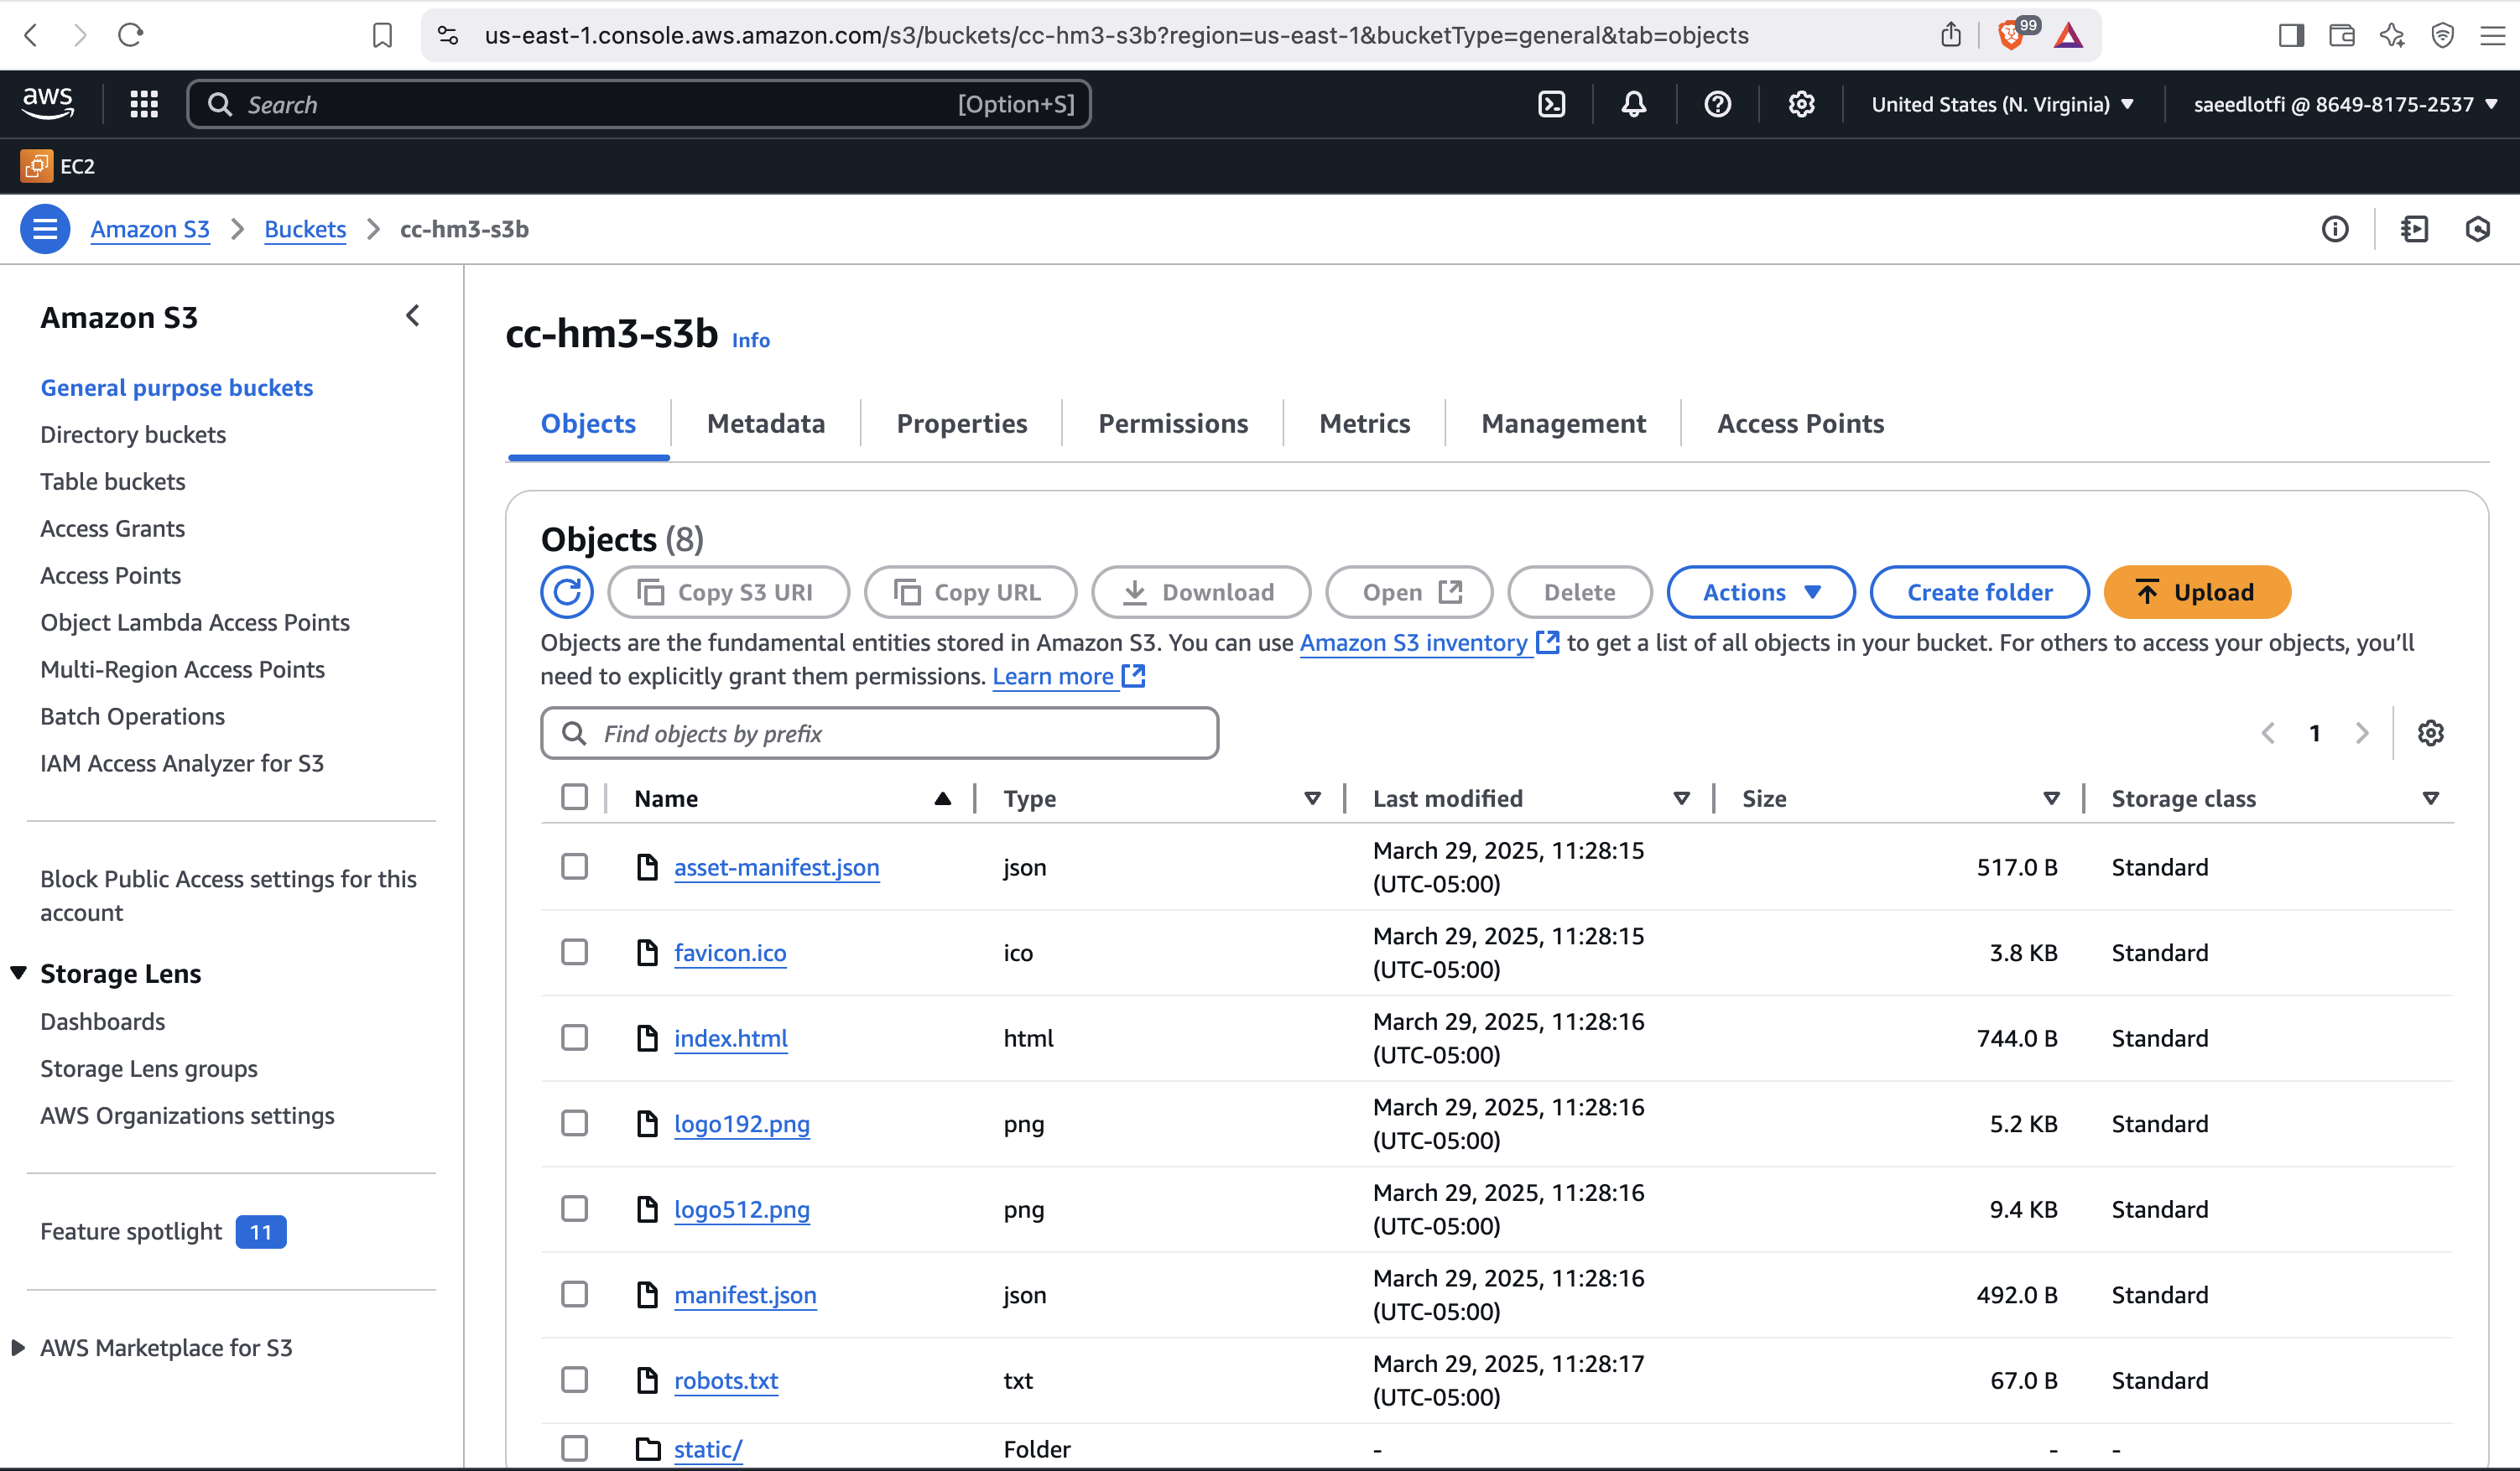 us-east-1.console.aws.amazon.com/s3/buckets/cc-hm3-s3b?region=us-east-1&bucketType=general&tab=objects
99
aws
Search
[Option+S]
United States (N. Virginia)
saeedlotfi @ 8649-8175-2537
EC2
Amazon S3
Buckets
cc-hm3-s3b
Amazon S3
General purpose buckets
Directory buckets
Table buckets
Access Grants
Access Points
Object Lambda Access Points
Multi-Region Access Points
Batch Operations
IAM Access Analyzer for S3
Block Public Access settings for this
account
Storage Lens
Dashboards
Storage Lens groups
AWS Organizations settings
Feature spotlight 11
AWS Marketplace for S3
cc-hm3-s3b Info
Objects
Metadata
Properties
Permissions
Metrics
Management
Access Points
Objects (8)
Copy S3 URI
Copy URL
Download
Open
Delete
Actions
Create folder
Upload
Objects are the fundamental entities stored in Amazon S3. You can use Amazon S3 inventory to get a list of all objects in your bucket. For others to access your objects, you’ll
need to explicitly grant them permissions. Learn more
Find objects by prefix
1
Name Type Last modified Size Storage class
asset-manifest.json json March 29, 2025, 11:28:15 (UTC-05:00) 517.0 B Standard
favicon.ico ico March 29, 2025, 11:28:15 (UTC-05:00) 3.8 KB Standard
index.html html March 29, 2025, 11:28:16 (UTC-05:00) 744.0 B Standard
logo192.png png March 29, 2025, 11:28:16 (UTC-05:00) 5.2 KB Standard
logo512.png png March 29, 2025, 11:28:16 (UTC-05:00) 9.4 KB Standard
manifest.json json March 29, 2025, 11:28:16 (UTC-05:00) 492.0 B Standard
robots.txt txt March 29, 2025, 11:28:17 (UTC-05:00) 67.0 B Standard
static/ Folder - - -